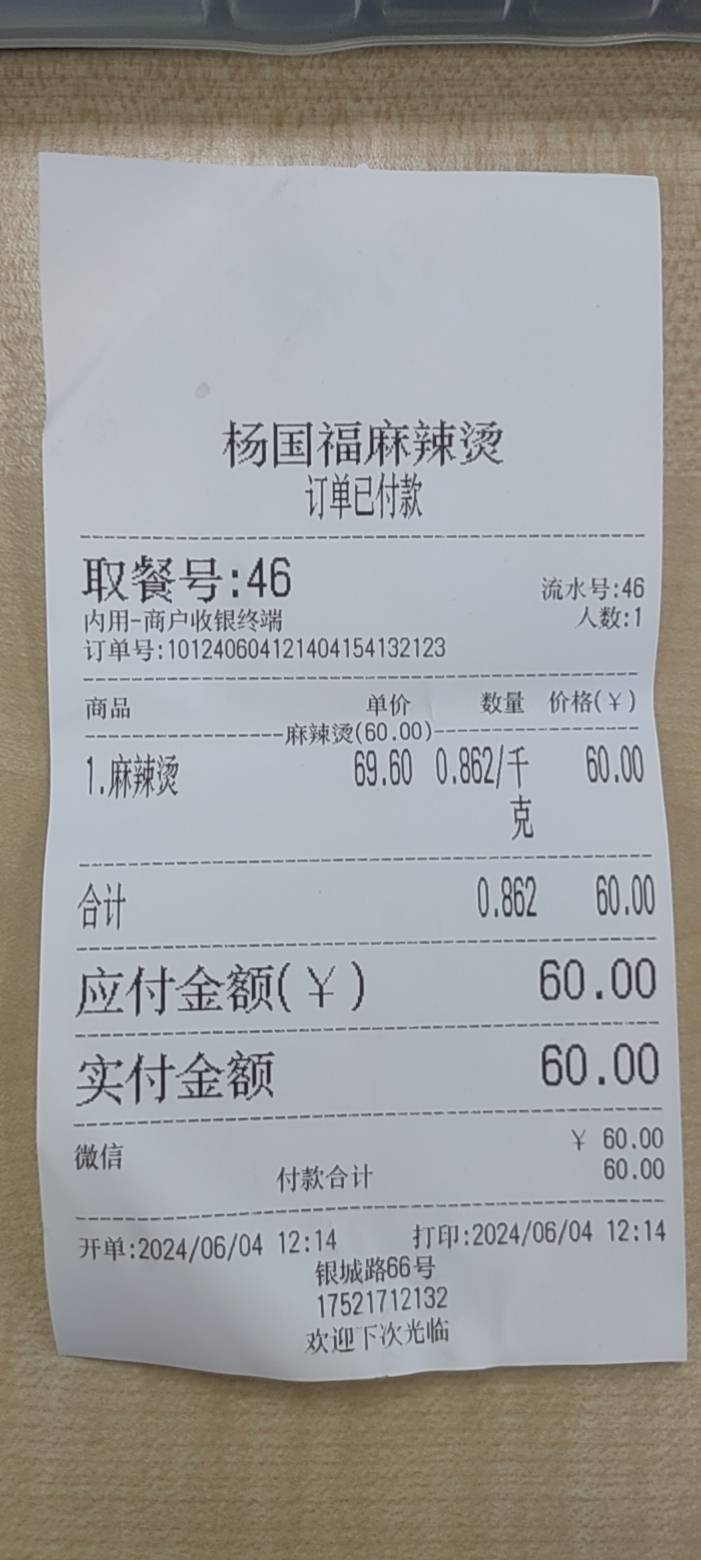 杨国福麻辣烫
订单已付款
取餐号:46
流水号:46
内用-商户收银终端 人数:1
订单号:101240604121404154132123
商品 单价 数量 价格(￥)
麻辣烫(60.00)
1.麻辣烫 69.60 0.862/千克 60.00
合计 0.862 60.00
应付金额(￥) 60.00
实付金额 60.00
微信 ￥ 60.00
付款合计 60.00
开单:2024/06/04 12:14 打印:2024/06/04 12:14
银城路66号
17521712132
欢迎下次光临